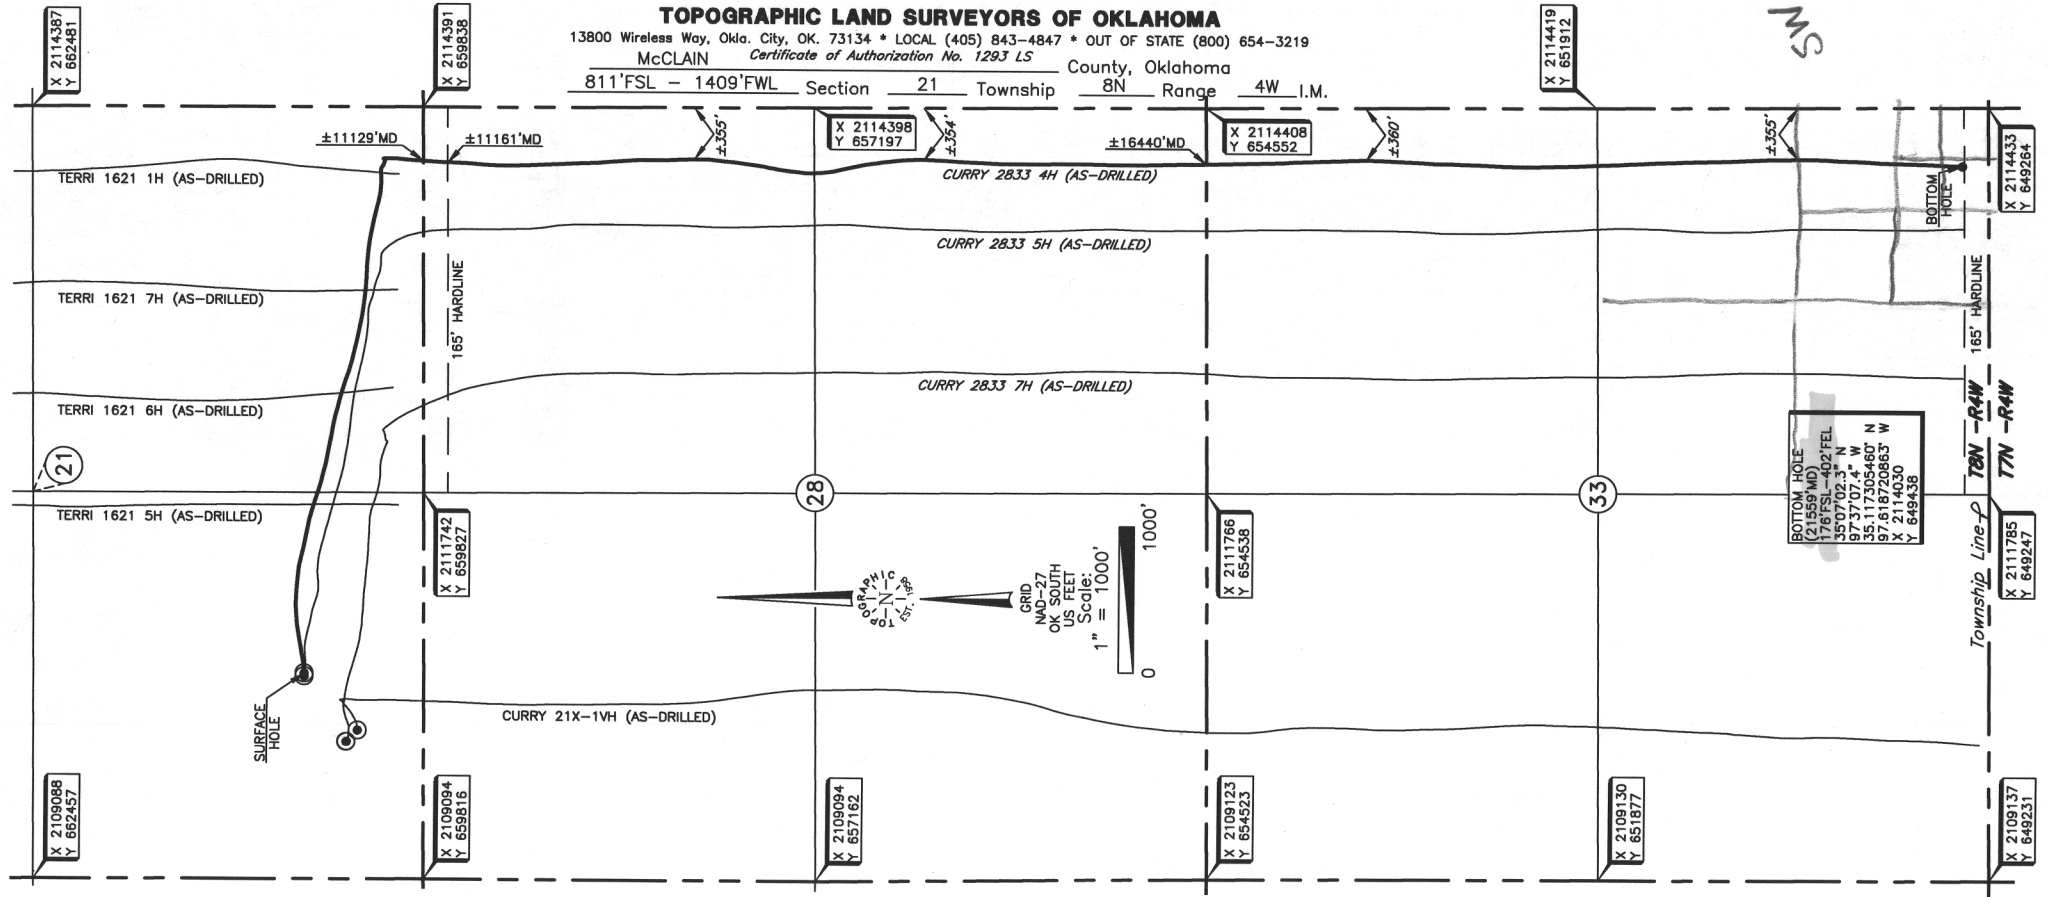 TOPOGRAPHIC LAND SURVEYORS OF OKLAHOMA
13800 Wireless Way, Okla. City, OK. 73134 * LOCAL (405) 843-4847 * OUT OF STATE (800) 654-3219
Certificate of Authorization No. 1293 LS
McCLAIN County, Oklahoma
811'FSL - 1409'FWL Section 21 Township 8N Range 4W I.M.
MS
X 2114387
Y 662481
X 2114391
Y 659838
X 2114419
Y 651912
±11129'MD
±11161'MD
±355'
X 2114398
Y 657197
±354'
±16440'MD
X 2114408
Y 654552
±360'
±355'
X 2114433
Y 649264
TERRI 1621 1H (AS-DRILLED)
CURRY 2833 4H (AS-DRILLED)
BOTTOM
HOLE
CURRY 2833 5H (AS-DRILLED)
TERRI 1621 7H (AS-DRILLED)
165' HARDLINE
165' HARDLINE
CURRY 2833 7H (AS-DRILLED)
TERRI 1621 6H (AS-DRILLED)
T8N -R4W
T7N -R4W
21
28
33
BOTTOM HOLE
(21559'MD)
176'FSL-402'FEL
35°07'02.3" N
97°37'07.4" W
35.117305460° N
97.618720863° W
X 2114030
Y 649438
TERRI 1621 5H (AS-DRILLED)
X 2111742
Y 659827
X 2111766
Y 654538
X 2111785
Y 649247
Township Line
TOPOGRAPHIC
N
EST. 1958
GRID
NAD-27
OK SOUTH
US FEET
Scale:
1" = 1000'
0
1000'
SURFACE
HOLE
CURRY 21X-1VH (AS-DRILLED)
X 2109088
Y 662457
X 2109094
Y 659816
X 2109094
Y 657162
X 2109123
Y 654523
X 2109130
Y 651877
X 2109137
Y 649231